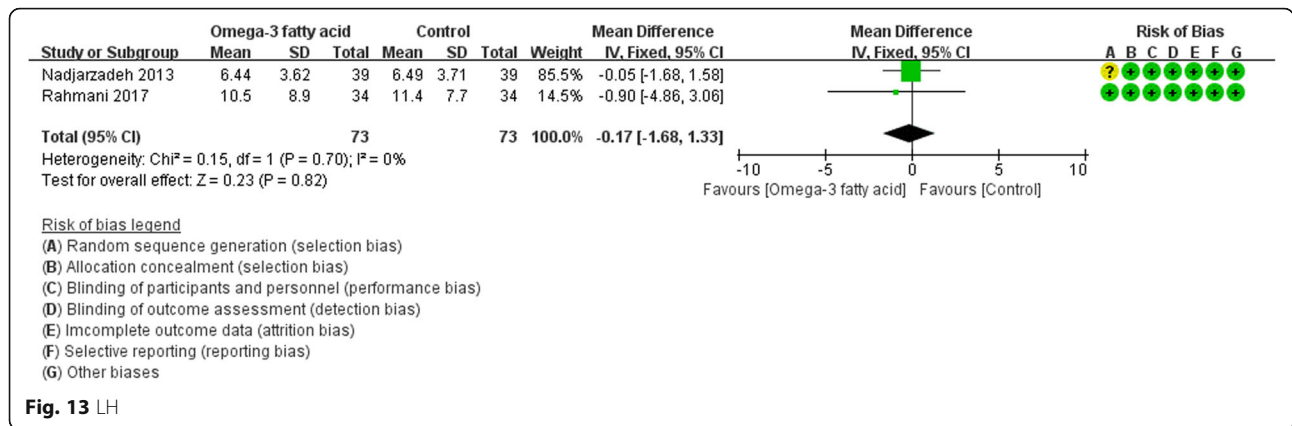 Omega-3 fatty acid Control Mean Difference Mean Difference Risk of Bias
Study or Subgroup Mean SD Total Mean SD Total Weight IV, Fixed, 95% CI IV, Fixed, 95% CI A B C D E F G
Nadjarzadeh 2013 6.44 3.62 39 6.49 3.71 39 85.5% -0.05 [-1.68, 1.58] ? + + + + + +
Rahmani 2017 10.5 8.9 34 11.4 7.7 34 14.5% -0.90 [-4.86, 3.06] + + + + + + +
Total (95% CI) 73 73 100.0% -0.17 [-1.68, 1.33]
Heterogeneity: Chi² = 0.15, df = 1 (P = 0.70); I² = 0%
Test for overall effect: Z = 0.23 (P = 0.82)
-10 -5 0 5 10
Favours [Omega-3 fatty acid] Favours [Control]
Risk of bias legend
(A) Random sequence generation (selection bias)
(B) Allocation concealment (selection bias)
(C) Blinding of participants and personnel (performance bias)
(D) Blinding of outcome assessment (detection bias)
(E) Imcomplete outcome data (attrition bias)
(F) Selective reporting (reporting bias)
(G) Other biases
Fig. 13 LH